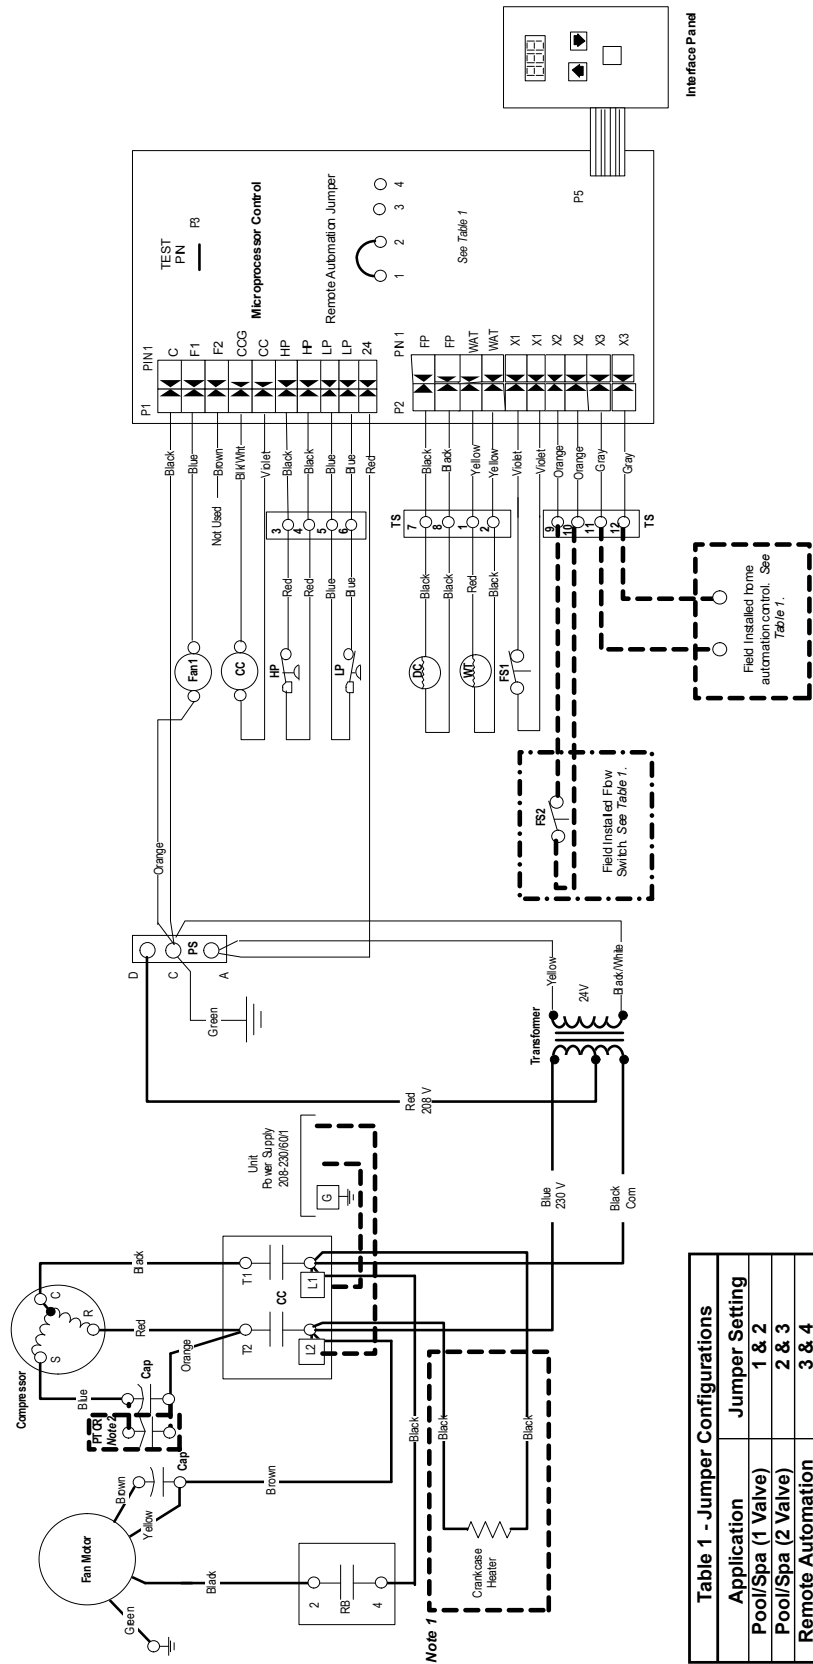 Interface Panel
P5
TEST
PIN
P3
Microprocessor Control
Remote Automation Jumper
1
2
3
4
See Table 1
P1
PIN1
C
F1
F2
CCG
CC
HP
HP
LP
LP
24
P2
PIN 1
FP
FP
WAT
WAT
X1
X1
X2
X2
X3
X3
Black
Blue
Brown
Not Used
Blk/Wht
Violet
Black
Black
Blue
Blue
Red
Black
Black
Yellow
Yellow
Violet
Violet
Orange
Orange
Gray
Gray
3
4
5
6
TS
7
8
1
2
9
10
11
12
TS
Red
Red
Blue
Blue
Black
Black
Red
Black
Fan1
CC
HP
LP
DC
WT
FS1
FS2
Field Installed Flow
Switch. See Table 1.
Field Installed home
automation control. See
Table 1.
Orange
D
C
A
PS
Green
Yellow
24V
Black/White
Transformer
Red
208 V
Blue
230 V
Black
Com
Unit
Power Supply
208-230/60/1
G
Compressor
C
R
S
Black
Red
Orange
Blue
Cap
PTCR
Note 2
T1
T2
CC
L1
L2
Fan Motor
Brown
Yellow
Cap
Brown
Green
Black
2
RB
4
Black
Note 1
Black
Black
Crankcase
Heater
Table 1 - Jumper Configurations
Application Jumper Setting
Pool/Spa (1 Valve) 1 & 2
Pool/Spa (2 Valve) 2 & 3
Remote Automation 3 & 4